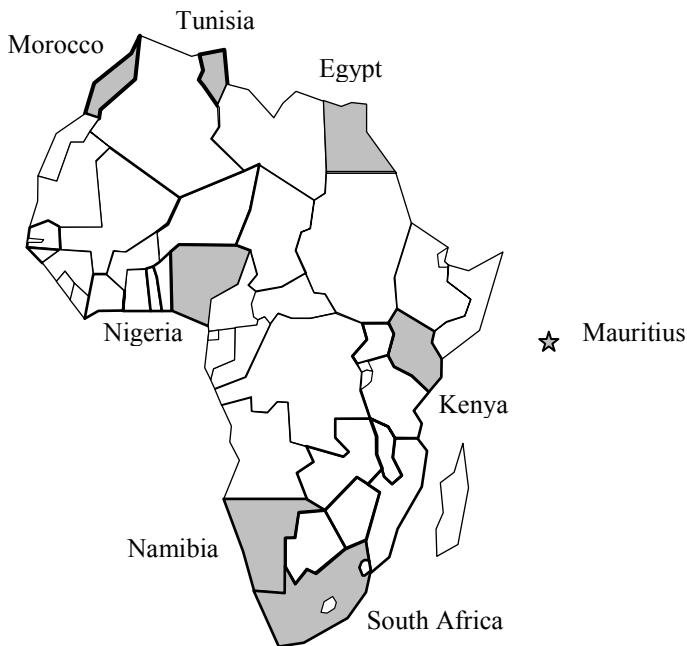 Tunisia
Morocco
Egypt
Nigeria
Mauritius
Kenya
Namibia
South Africa